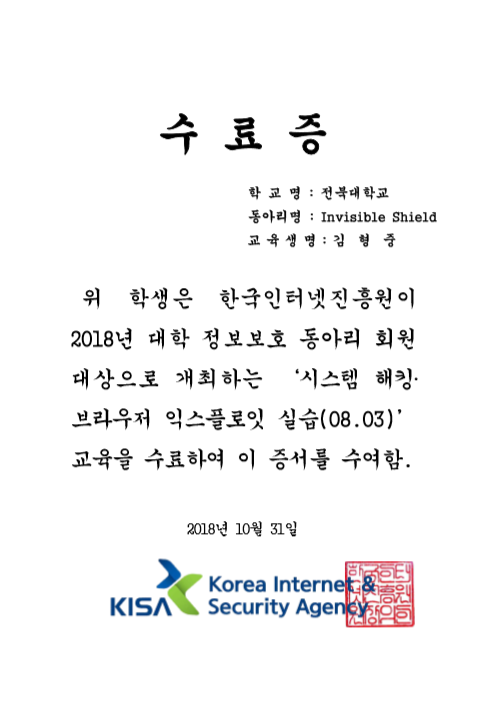 수 료 증
학 교 명 : 전북대학교
동아리명 : Invisible Shield
교 육 생 명 : 김 형 중
위 학생은 한국인터넷진흥원이
2018년 대학 정보보호 동아리 회원
대상으로 개최하는 ‘시스템 해킹·
브라우저 익스플로잇 실습(08.03)’
교육을 수료하여 이 증서를 수여함.
2018년 10월 31일
KISA Korea Internet &
Security Agency